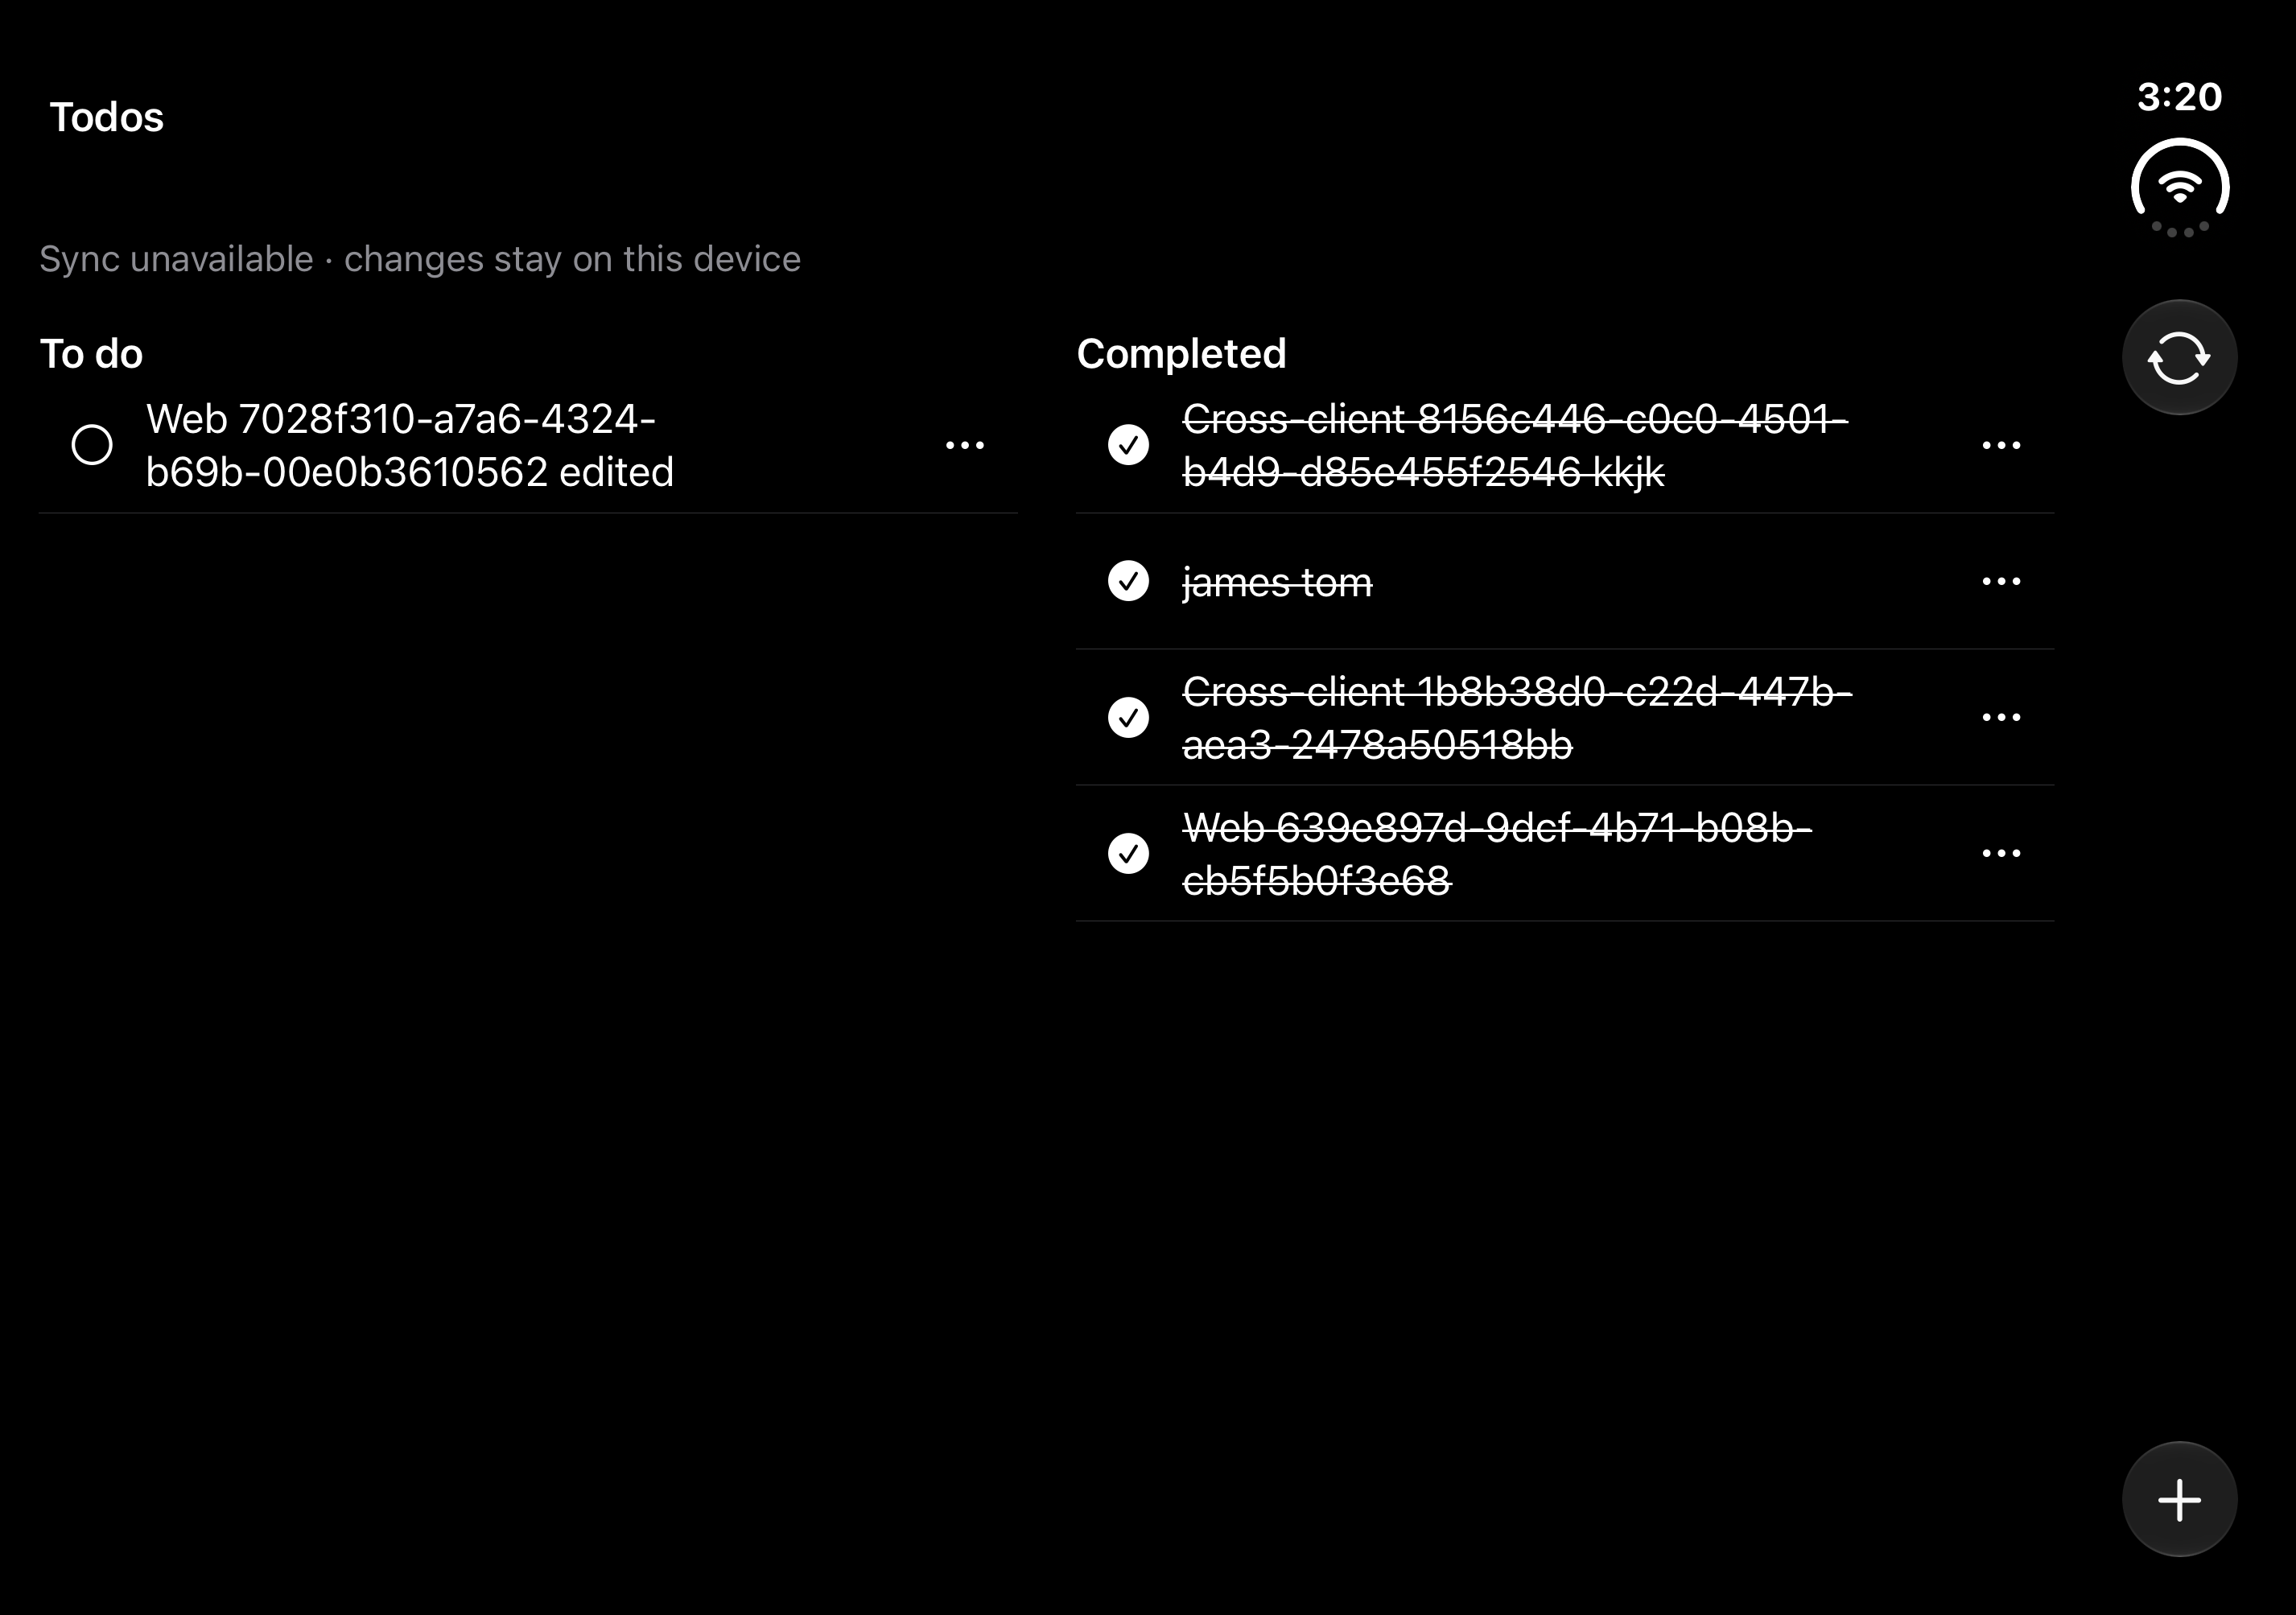 Todos
3:20
Sync unavailable · changes stay on this device
To do
Web 7028f310-a7a6-4324-
b69b-00e0b3610562 edited
Completed
Cross-client 8156c446-c0c0-4501-
b4d9-d85e455f2546 kkjk
james tom
Cross-client 1b8b38d0-c22d-447b-
aea3-2478a50518bb
Web 639e897d-9dcf-4b71-b08b-
cb5f5b0f3e68